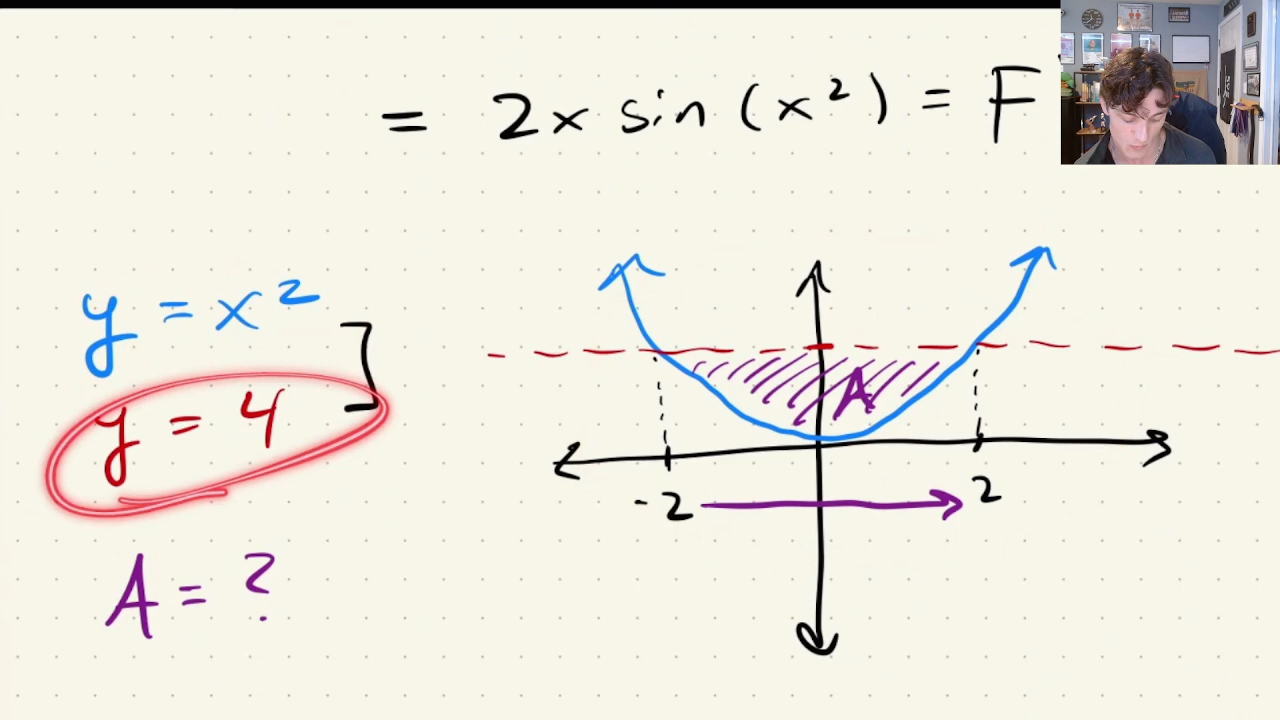 = 2x sin (x²) = F
y = x²
y = 4
A
-2
2
A = ?